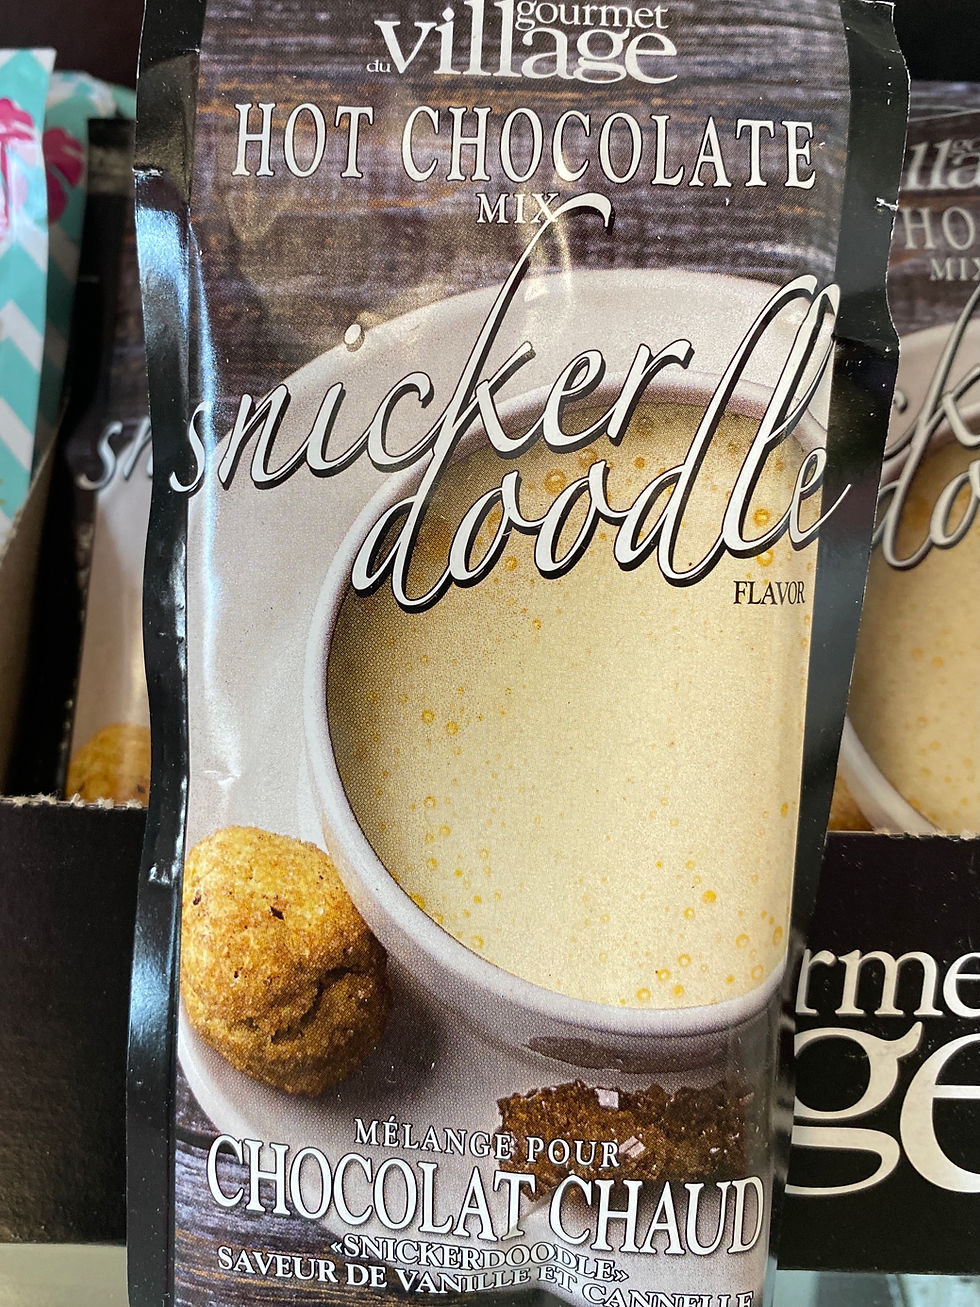 gourmet
du village
HOT CHOCOLATE
MIX
snicker
doodle
FLAVOR
MÉLANGE POUR
CHOCOLAT CHAUD
«SNICKERDOODLE»
SAVEUR DE VANILLE ET CANNELLE